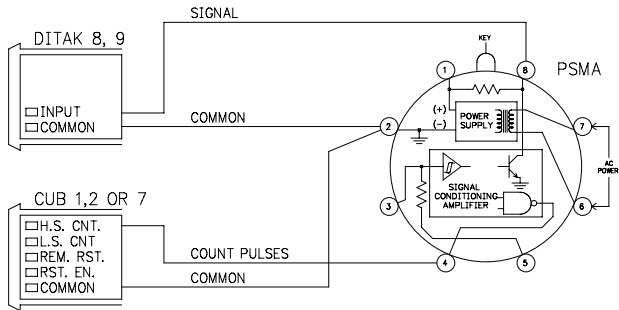 SIGNAL
DITAK 8, 9
KEY
1
8
PSMA
INPUT
COMMON
COMMON
2
(+)
(-)
POWER
SUPPLY
7
AC
POWER
CUB 1,2 OR 7
3
SIGNAL
CONDITIONING
AMPLIFIER
6
H.S. CNT.
L.S. CNT
REM. RST.
RST. EN.
COMMON
COUNT PULSES
COMMON
4
5